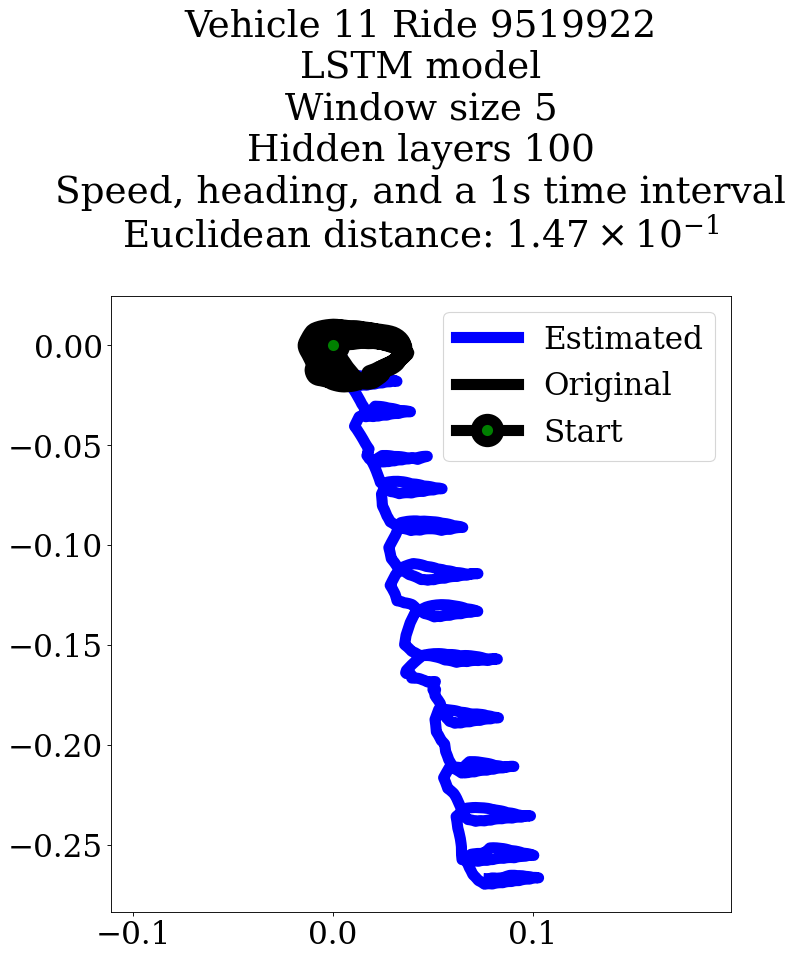 Vehicle 11 Ride 9519922
LSTM model
Window size 5
Hidden layers 100
Speed, heading, and a 1s time interval
Euclidean distance: 1.47 × 10⁻¹
Estimated
Original
Start
0.00
−0.05
−0.10
−0.15
−0.20
−0.25
−0.1 0.0 0.1